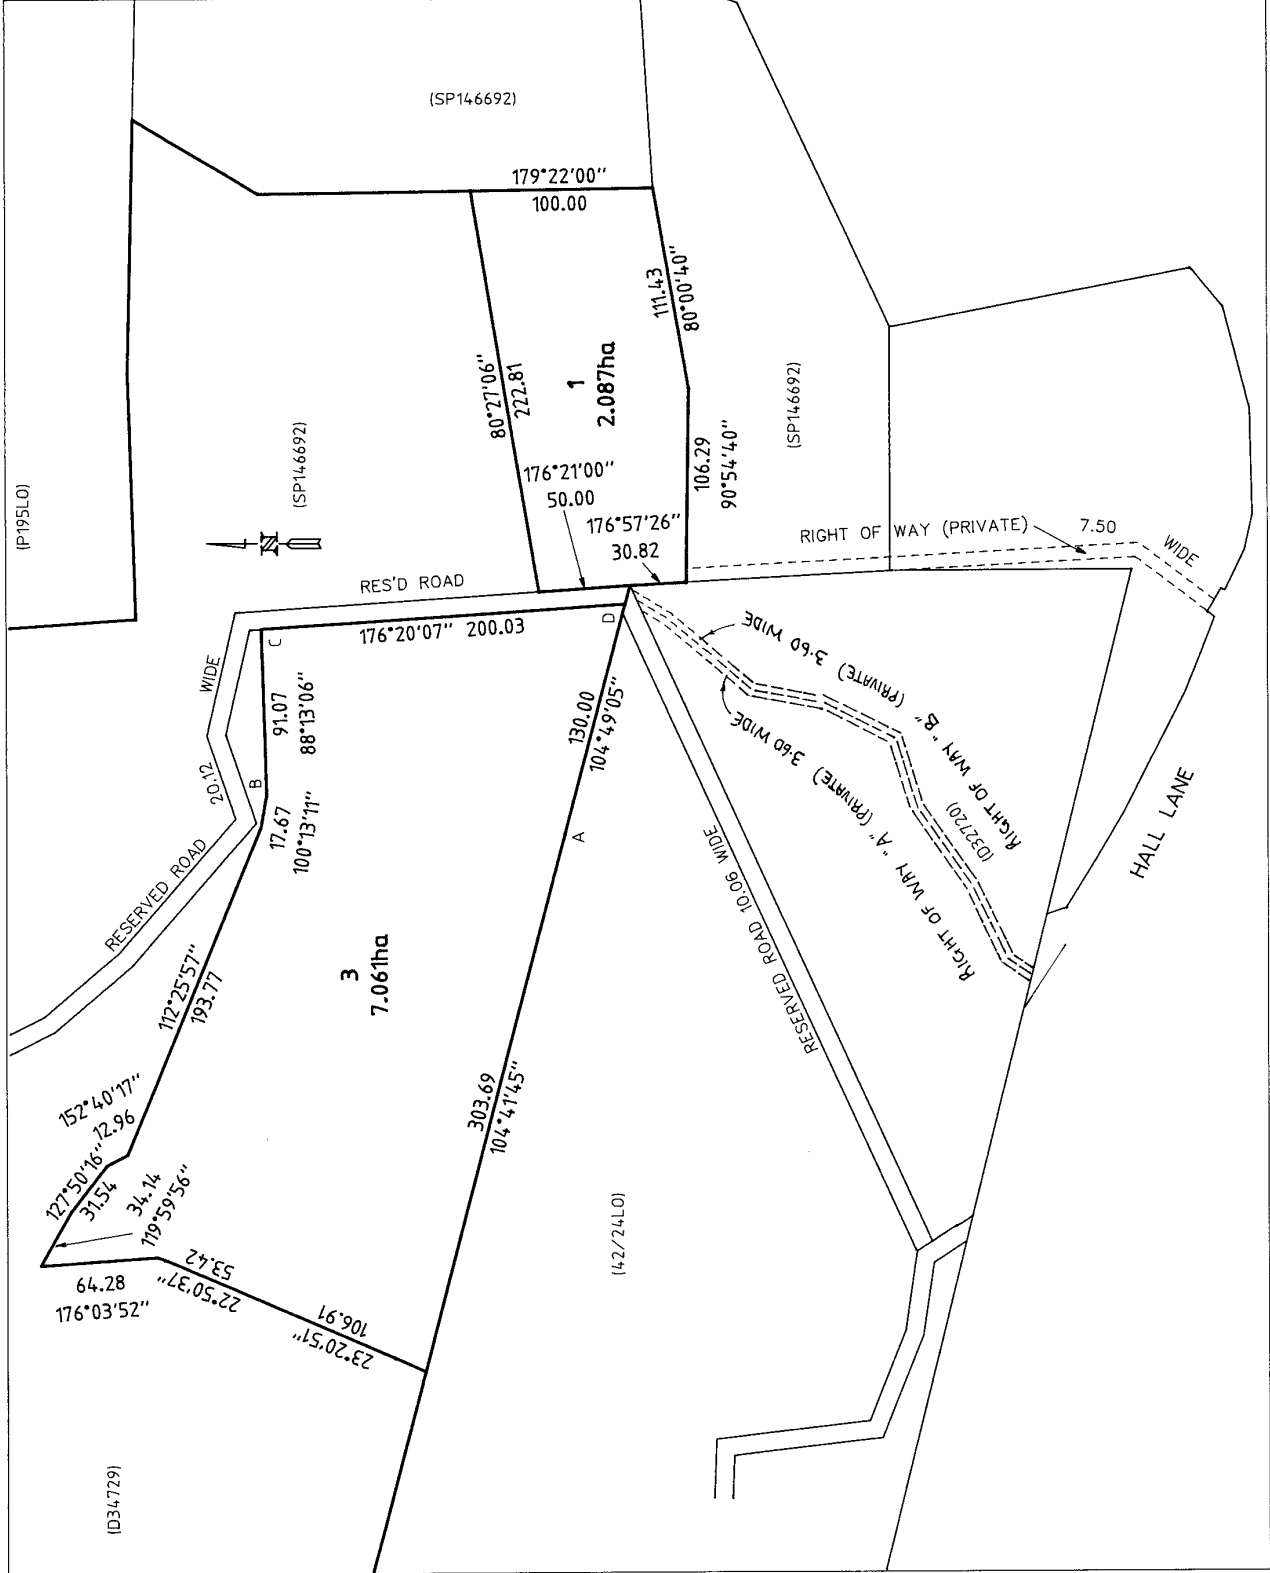 (SP146692)
(P195LO)
179°22'00"
100.00
111.43
80°00'40"
80°27'06"
222.81
1
2.087ha
(SP146692)
(SP146692)
176°21'00"
50.00
106.29
90°54'40"
176°57'26"
30.82
N
RIGHT OF WAY (PRIVATE)
7.50
WIDE
RES'D ROAD
176°20'07" 200.03
C
D
WIDE
20.12
RESERVED ROAD
91.07
88°13'06"
B
17.67
100°13'11"
130.00
104°49'05"
A
RIGHT OF WAY "B" (PRIVATE) 3.60 WIDE
(D32720)
RIGHT OF WAY "A" (PRIVATE) 3.60 WIDE
HALL LANE
RESERVED ROAD 10.06 WIDE
112°25'57"
193.77
3
7.061ha
303.69
104°41'45"
152°40'17"
12.96
127°50'16"
31.54
34.14
119°59'56"
64.28
176°03'52"
53.42
22°50'37"
106.91
23°20'51"
(42/24LO)
(D34729)